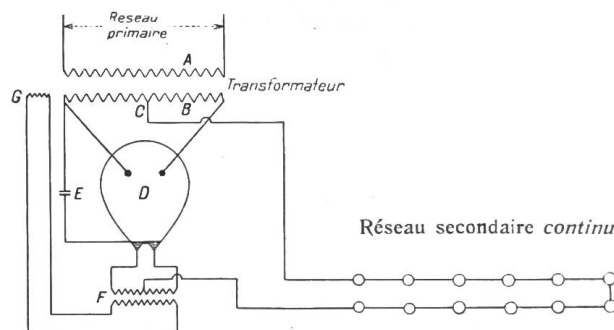 Reseau
primaire
A
Transformateur
G
C
B
E
D
Réseau secondaire continu
F